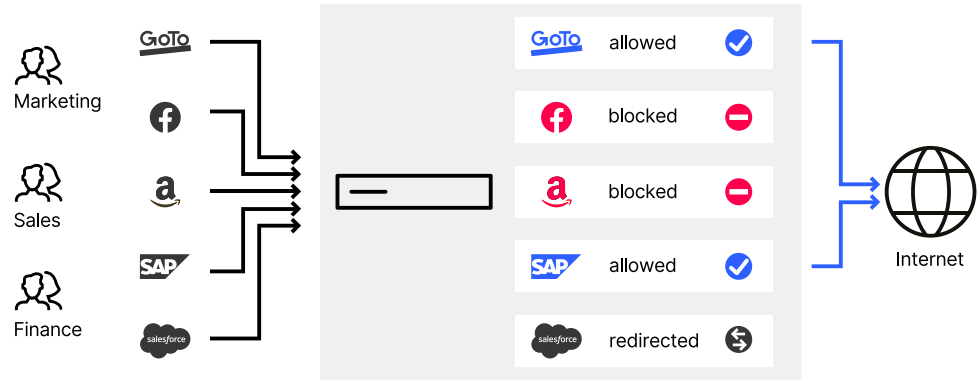 Marketing
Sales
Finance
GoTo
f
a
SAP
salesforce
GoTo allowed
f blocked
a blocked
SAP allowed
salesforce redirected
Internet